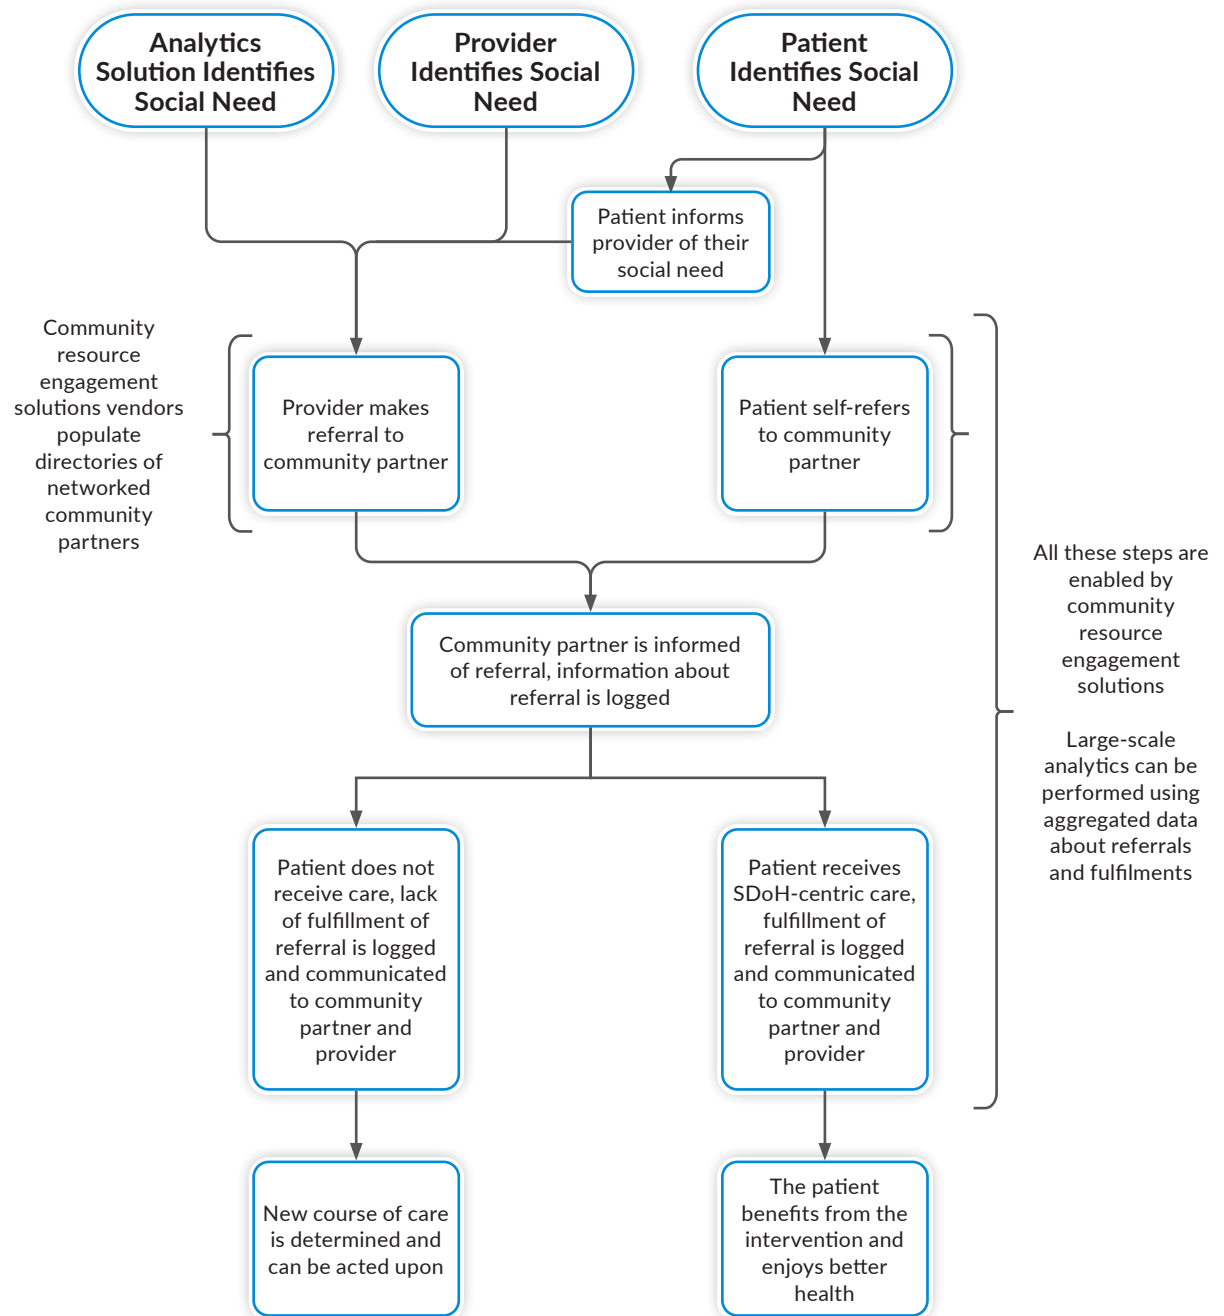 Analytics
Solution Identifies
Social Need
Provider
Identifies Social
Need
Patient
Identifies Social
Need
Patient informs
provider of their
social need
Community
resource
engagement
solutions vendors
populate
directories of
networked
community
partners
Provider makes
referral to
community partner
Patient self-refers
to community
partner
All these steps are
enabled by
community
resource
engagement
solutions
Large-scale
analytics can be
performed using
aggregated data
about referrals
and fulfilments
Community partner is informed
of referral, information about
referral is logged
Patient does not
receive care, lack
of fulfillment of
referral is logged
and communicated
to community
partner and
provider
Patient receives
SDoH-centric care,
fulfillment of
referral is logged
and communicated
to community
partner and
provider
New course of care
is determined and
can be acted upon
The patient
benefits from the
intervention and
enjoys better
health